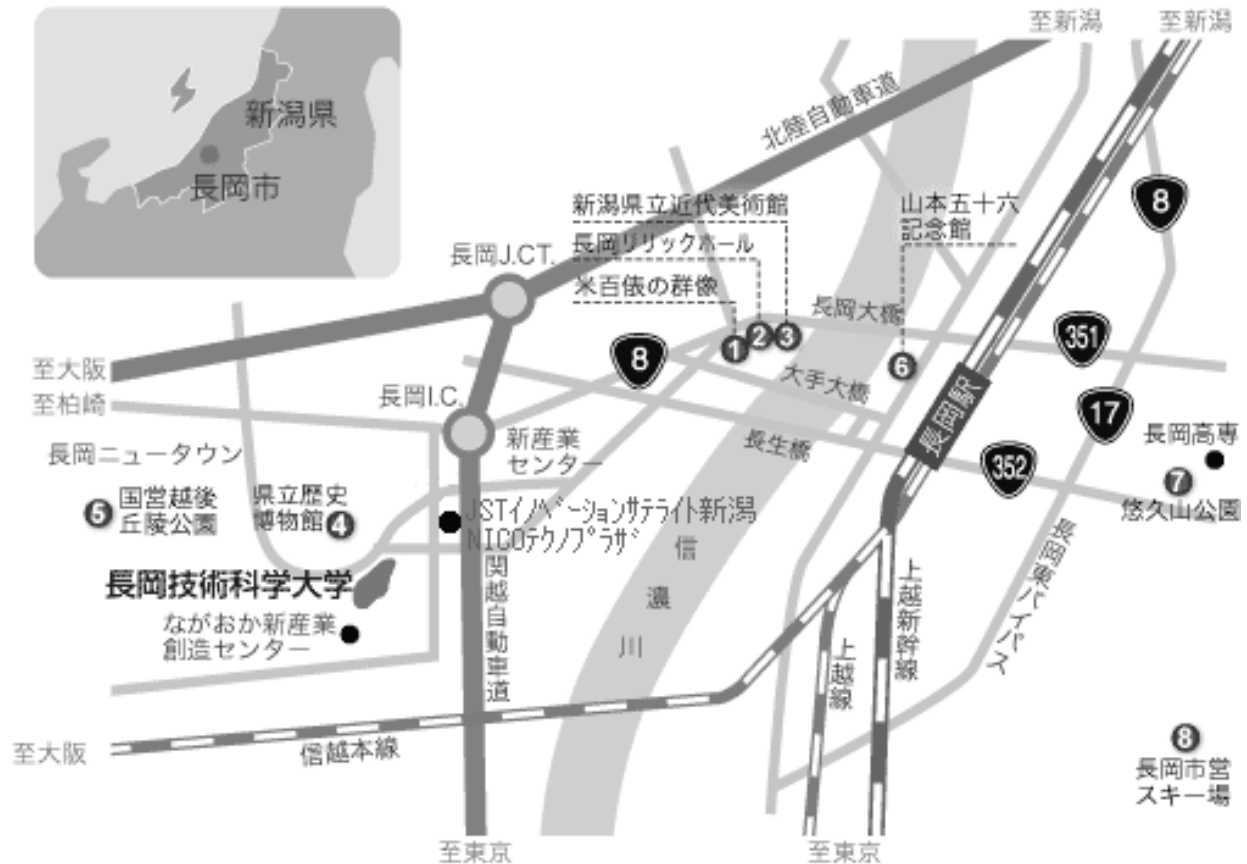 至新潟
至新潟
新潟県
長岡市
北陸自動車道
8
新潟県立近代美術館
長岡リリックホール
米百俵の群像
山本五十六
記念館
長岡J.CT.
長岡大橋
1
2
3
8
351
6
大手大橋
至大阪
至柏崎
長岡I.C.
長岡駅
17
長岡高専
新産業
センター
長生橋
352
長岡ニュータウン
7
悠久山公園
5
国営越後
丘陵公園
県立歴史
博物館
4
JSTイノベーションサテライト新潟
NICOテクノプラザ
信濃川
長岡技術科学大学
ながおか新産業
創造センター
関越自動車道
上越新幹線
上越線
長岡東バイパス
至大阪
信越本線
8
長岡市営
スキー場
至東京
至東京